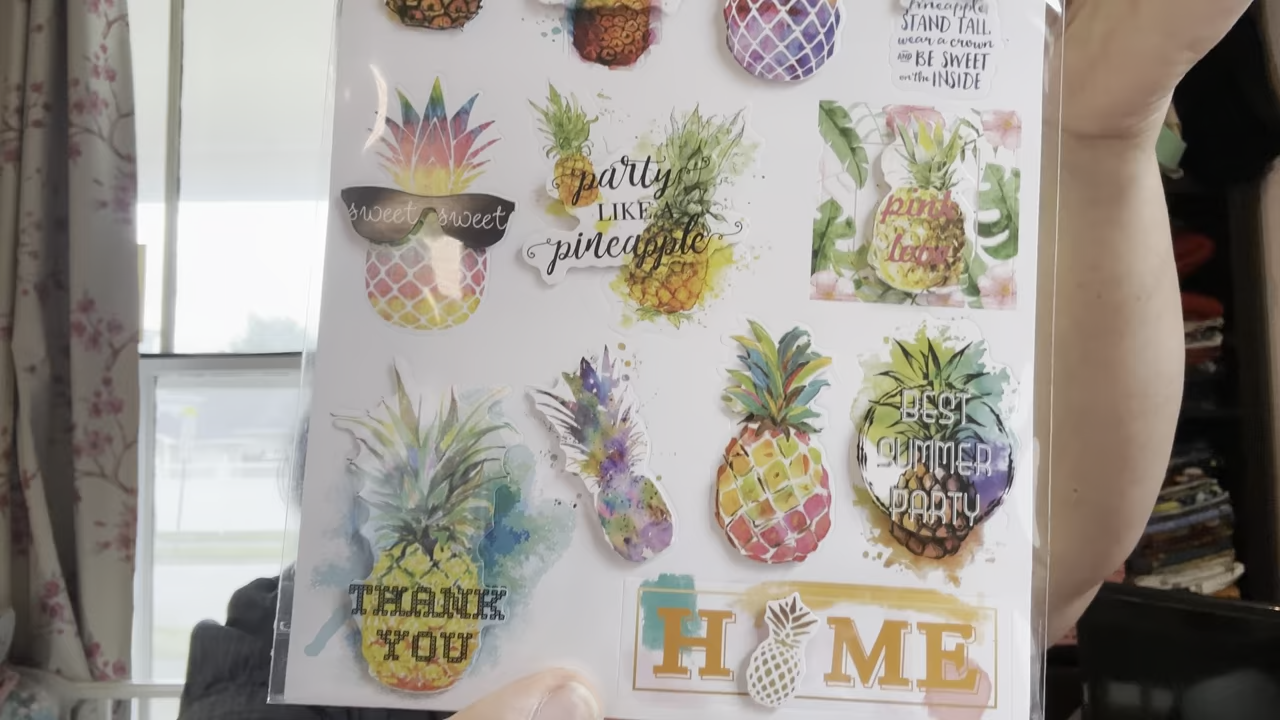 pineapple
STAND TALL,
wear a crown
AND BE SWEET
on the INSIDE
sweet sweet
party
LIKE A
pineapple
pink
BEST
SUMMER
PARTY
THANK
YOU
H ME